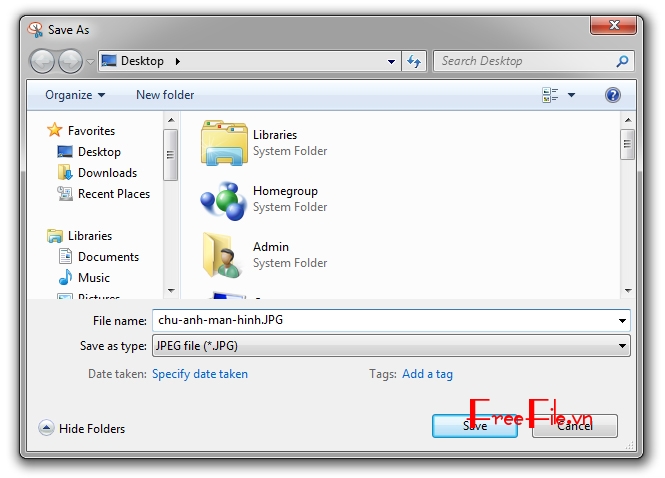 Save As
Desktop
Search Desktop
Organize
New folder
Favorites
Desktop
Downloads
Recent Places
Libraries
Documents
Music
Pictures
Libraries
System Folder
Homegroup
System Folder
Admin
System Folder
File name: chu-anh-man-hinh.JPG
Save as type: JPEG file (*.JPG)
Date taken: Specify date taken
Tags: Add a tag
Hide Folders
Save
Cancel
FreeFile.vn